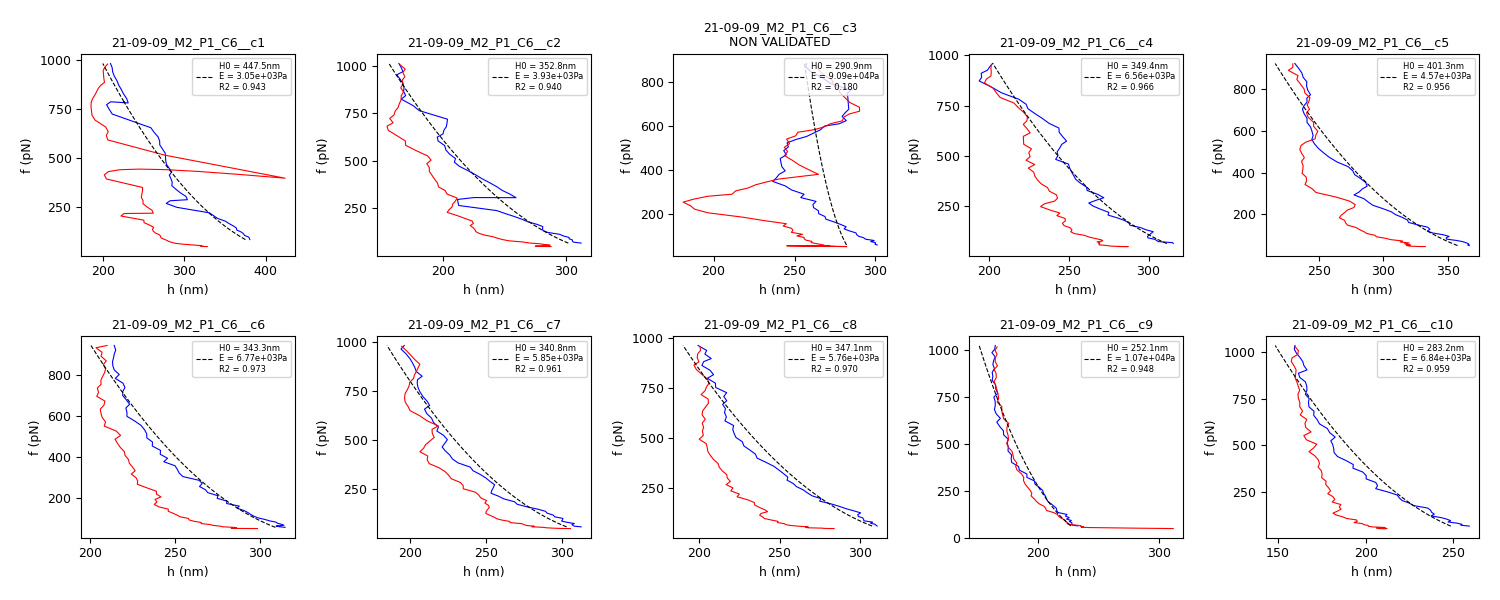 21-09-09_M2_P1_C6__c1
H0 = 447.5nm
E = 3.05e+03Pa
R2 = 0.943
1000
750
500
250
f (pN)
200 300 400
h (nm)
21-09-09_M2_P1_C6__c2
H0 = 352.8nm
E = 3.93e+03Pa
R2 = 0.940
1000
750
500
250
f (pN)
200 300
h (nm)
21-09-09_M2_P1_C6__c3
NON VALIDATED
H0 = 290.9nm
E = 9.09e+04Pa
R2 = 0.180
800
600
400
200
f (pN)
200 250 300
h (nm)
21-09-09_M2_P1_C6__c4
H0 = 349.4nm
E = 6.56e+03Pa
R2 = 0.966
1000
750
500
250
f (pN)
200 250 300
h (nm)
21-09-09_M2_P1_C6__c5
H0 = 401.3nm
E = 4.57e+03Pa
R2 = 0.956
800
600
400
200
f (pN)
250 300 350
h (nm)
21-09-09_M2_P1_C6__c6
H0 = 343.3nm
E = 6.77e+03Pa
R2 = 0.973
800
600
400
200
f (pN)
200 250 300
h (nm)
21-09-09_M2_P1_C6__c7
H0 = 340.8nm
E = 5.85e+03Pa
R2 = 0.961
1000
750
500
250
f (pN)
200 250 300
h (nm)
21-09-09_M2_P1_C6__c8
H0 = 347.1nm
E = 5.76e+03Pa
R2 = 0.970
1000
750
500
250
f (pN)
200 250 300
h (nm)
21-09-09_M2_P1_C6__c9
H0 = 252.1nm
E = 1.07e+04Pa
R2 = 0.948
1000
750
500
250
0
f (pN)
200 300
h (nm)
21-09-09_M2_P1_C6__c10
H0 = 283.2nm
E = 6.84e+03Pa
R2 = 0.959
1000
750
500
250
f (pN)
150 200 250
h (nm)